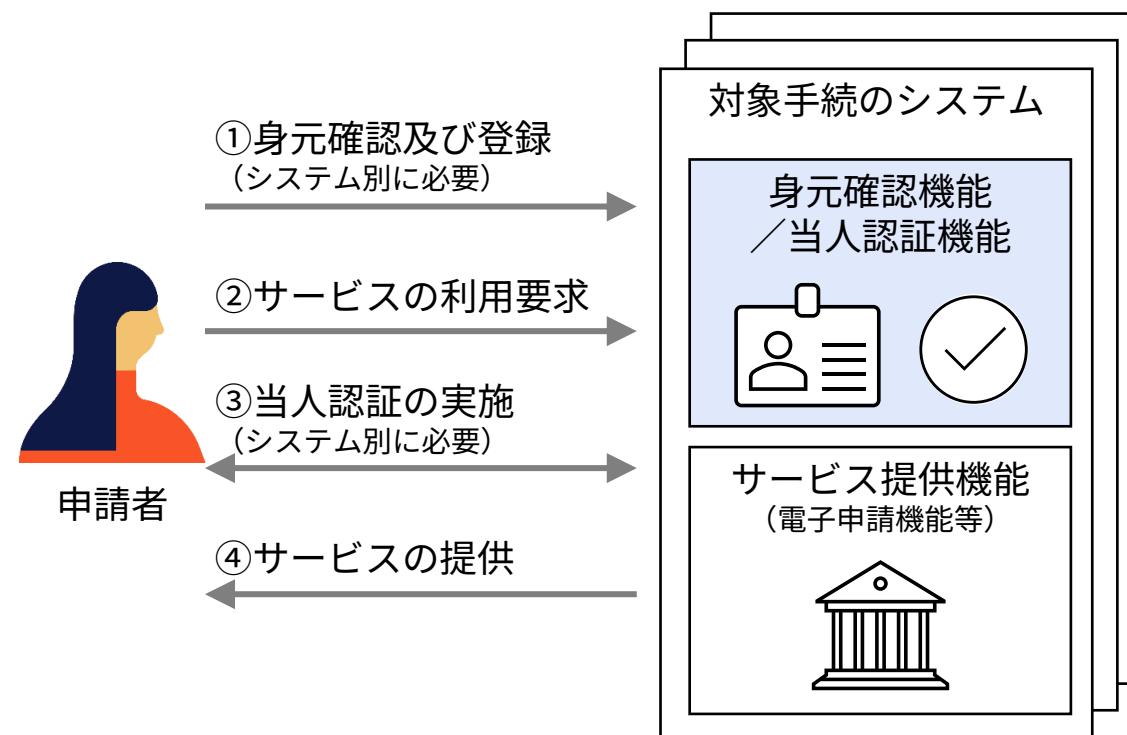 対象手続のシステム
①身元確認及び登録
（システム別に必要）
身元確認機能
／当人認証機能
②サービスの利用要求
③当人認証の実施
（システム別に必要）
申請者
サービス提供機能
（電子申請機能等）
④サービスの提供